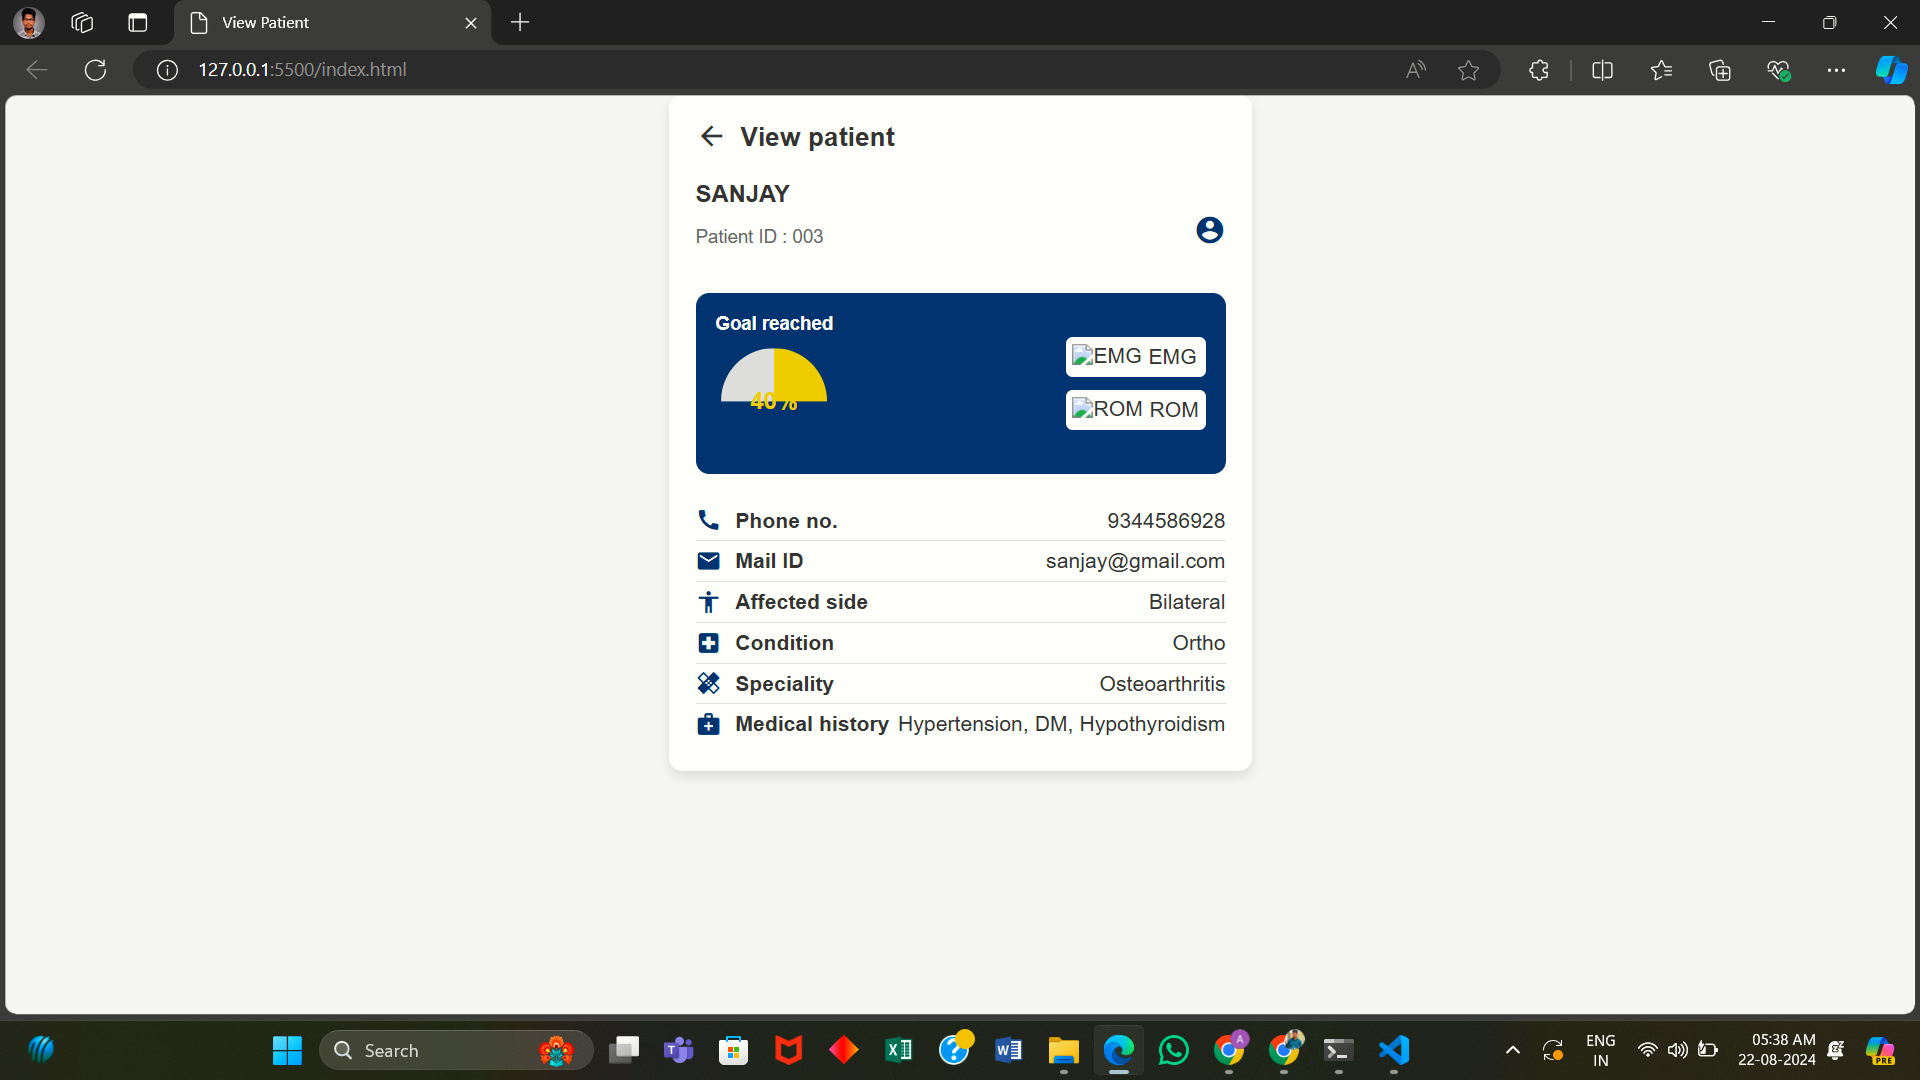 View Patient
127.0.0.1:5500/index.html
View patient
SANJAY
Patient ID : 003
Goal reached
40%
EMG EMG
ROM ROM
Phone no. 9344586928
Mail ID sanjay@gmail.com
Affected side Bilateral
Condition Ortho
Speciality Osteoarthritis
Medical history Hypertension, DM, Hypothyroidism
Search
ENG
IN
05:38 AM
22-08-2024
PRE
A